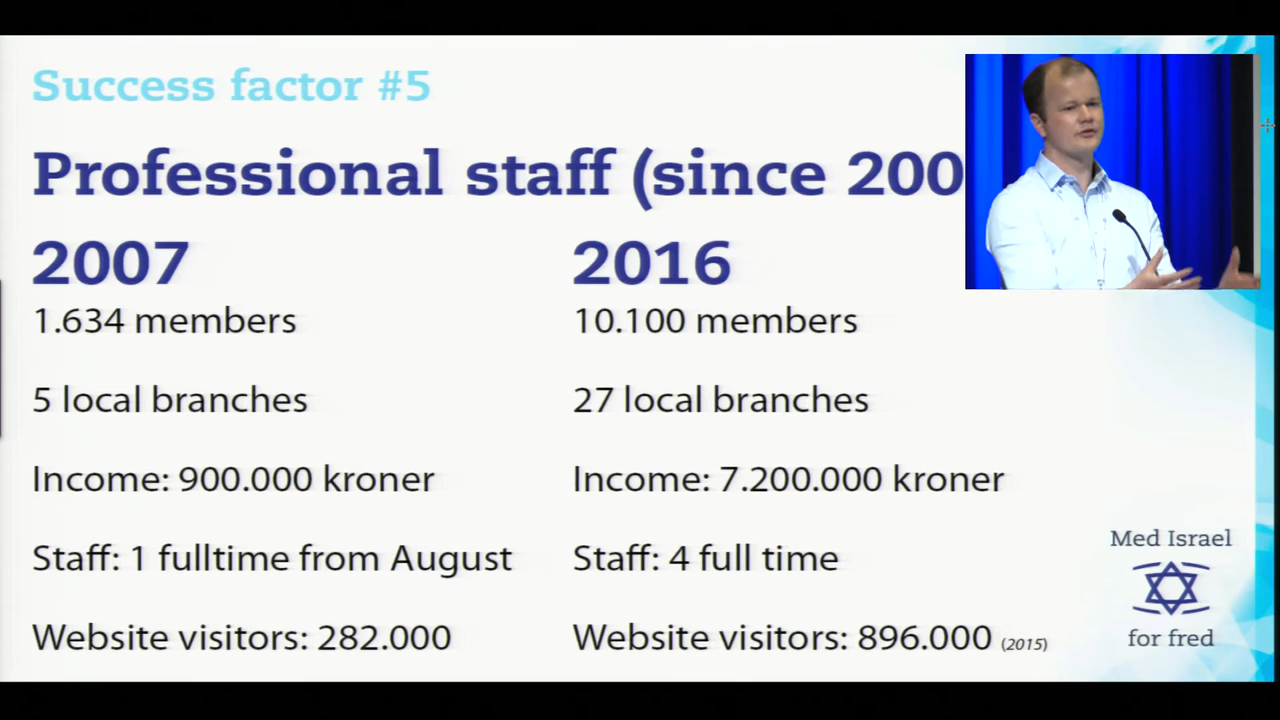 Success factor #5
Professional staff (since 200
2007
2016
1.634 members
10.100 members
5 local branches
27 local branches
Income: 900.000 kroner
Income: 7.200.000 kroner
Staff: 1 fulltime from August
Staff: 4 full time
Website visitors: 282.000
Website visitors: 896.000 (2015)
Med Israel
for fred